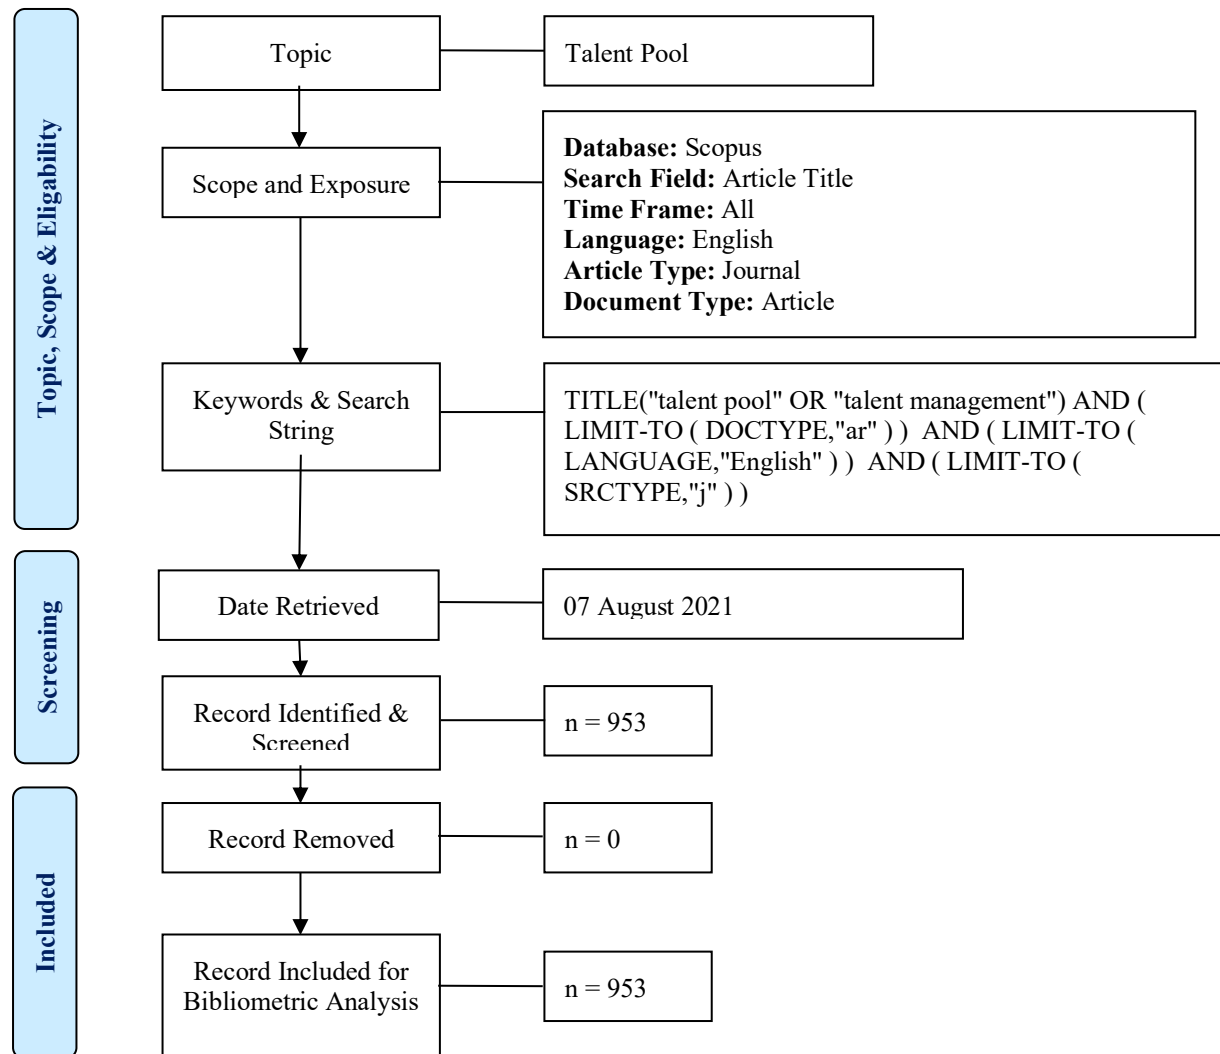 Topic, Scope & Eligability
Topic
Talent Pool
Scope and Exposure
Database: Scopus
Search Field: Article Title
Time Frame: All
Language: English
Article Type: Journal
Document Type: Article
Keywords & Search
String
TITLE("talent pool" OR "talent management") AND (
LIMIT-TO ( DOCTYPE,"ar" ) ) AND ( LIMIT-TO (
LANGUAGE,"English" ) ) AND ( LIMIT-TO (
SRCTYPE,"j" ) )
Screening
Date Retrieved
07 August 2021
Record Identified &
Screened
n = 953
Included
Record Removed
n = 0
Record Included for
Bibliometric Analysis
n = 953